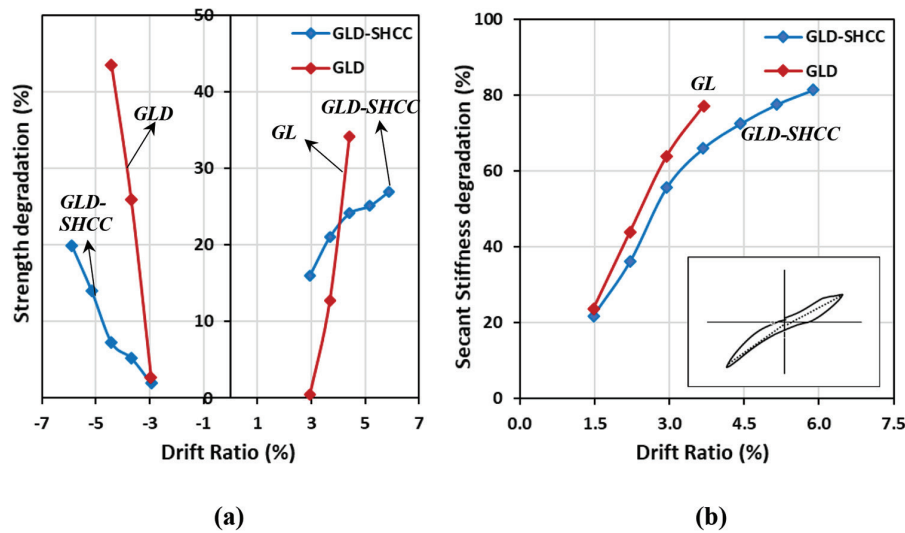 50
40
30
20
10
0
Strength degradation (%)
GLD-SHCC
GLD
GLD
GLD-
SHCC
GL
GLD-SHCC
-7 -5 -3 -1 1 3 5 7
Drift Ratio (%)
(a)
100
80
60
40
20
0
Secant Stiffness degradation (%)
GLD-SHCC
GLD
GL
GLD-SHCC
0.0 1.5 3.0 4.5 6.0 7.5
Drift Ratio (%)
(b)